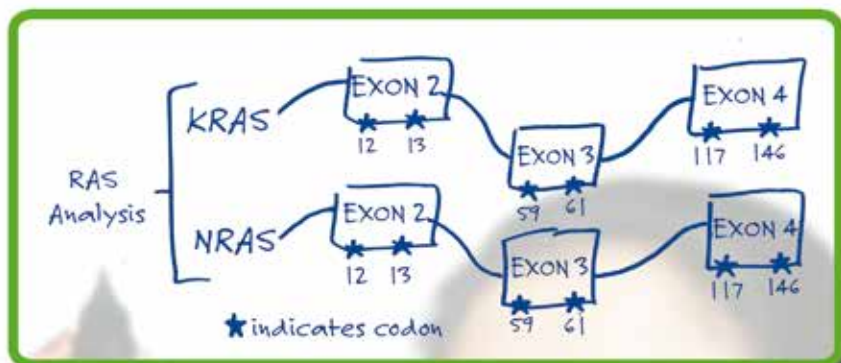 KRAS
EXON 2
12 13
EXON 3
59 61
EXON 4
117 146
RAS
Analysis
NRAS
EXON 2
12 13
EXON 3
59 61
EXON 4
117 146
★indicates codon